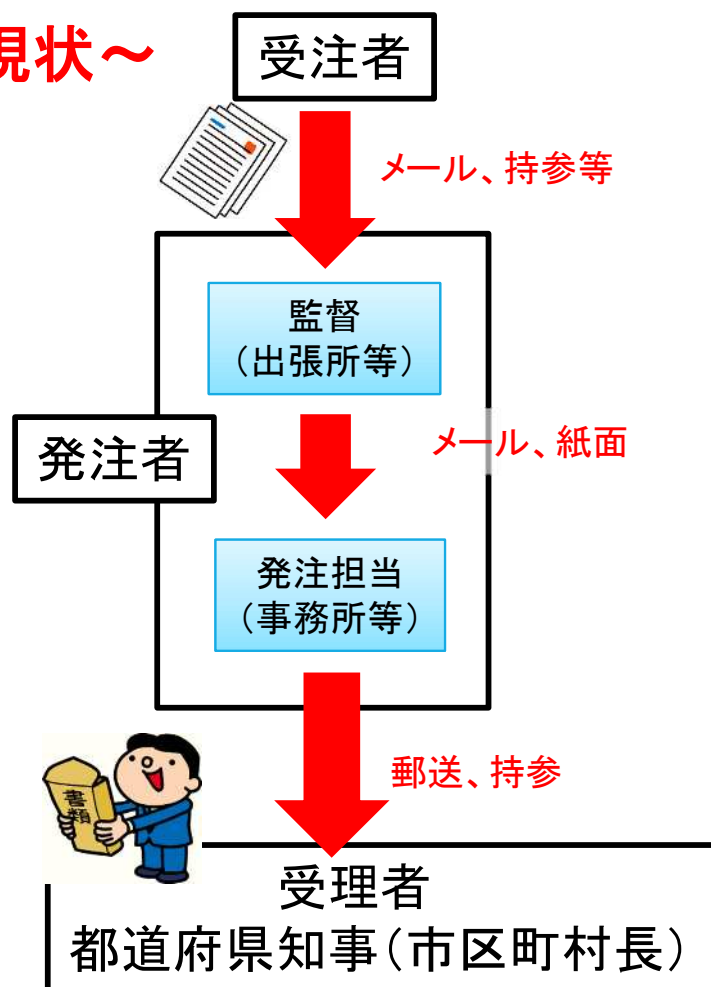 現状～
受注者
メール、持参等
監督
（出張所等）
発注者
メール、紙面
発注担当
（事務所等）
郵送、持参
書類
受理者
都道府県知事（市区町村長）